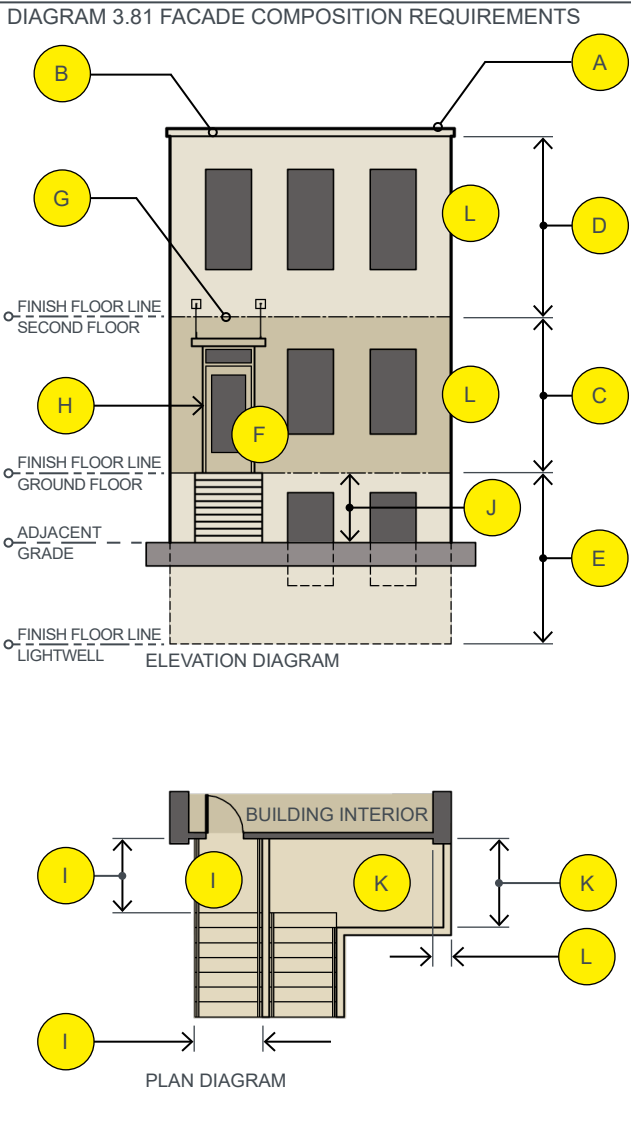 DIAGRAM 3.81 FACADE COMPOSITION REQUIREMENTS
B
A
G
L
D
FINISH FLOOR LINE
SECOND FLOOR
H
F
L
C
FINISH FLOOR LINE
GROUND FLOOR
J
ADJACENT
GRADE
E
FINISH FLOOR LINE
LIGHTWELL
ELEVATION DIAGRAM
BUILDING INTERIOR
I
I
K
K
L
I
PLAN DIAGRAM